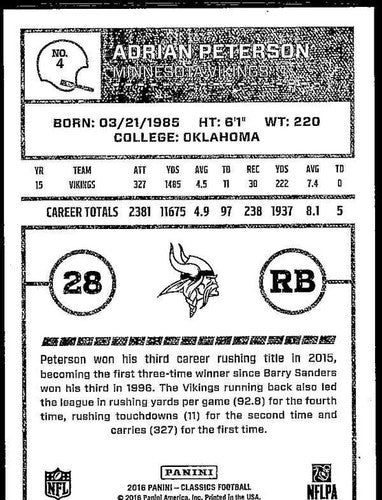 NO.
4
ADRIAN PETERSON
MINNESOTA VIKINGS
BORN: 03/21/1985 HT: 6'1" WT: 220
COLLEGE: OKLAHOMA
YR TEAM ATT YDS AVG TD REC YDS AVG TD
15 VIKINGS 327 1485 4.5 11 30 222 7.4 0
CAREER TOTALS 2381 11675 4.9 97 238 1937 8.1 5
28
RB
Peterson won his third career rushing title in 2015,
becoming the first three-time winner since Barry Sanders
won his third in 1996. The Vikings running back also led
the league in rushing yards per game (92.8) for the fourth
time, rushing touchdowns (11) for the second time and
carries (327) for the first time.
NFL
PANINI
2016 PANINI - CLASSICS FOOTBALL
© 2016 Panini America, Inc. Printed in the USA.
NFLPA